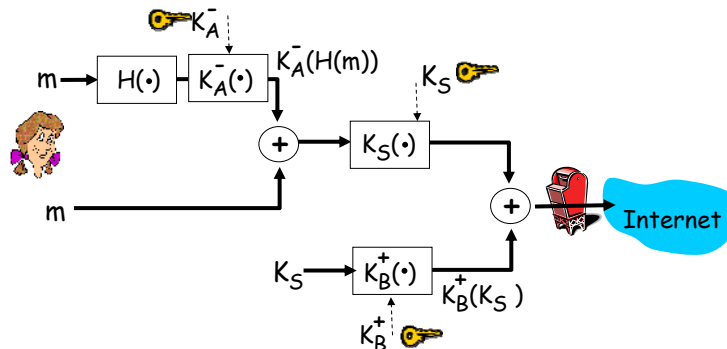 K_A^-
m
H(·)
K_A^-(·)
K_A^-(H(m))
K_S
+
K_S(·)
m
+
Internet
K_S
K_B^+(·)
K_B^+(K_S )
K_B^+